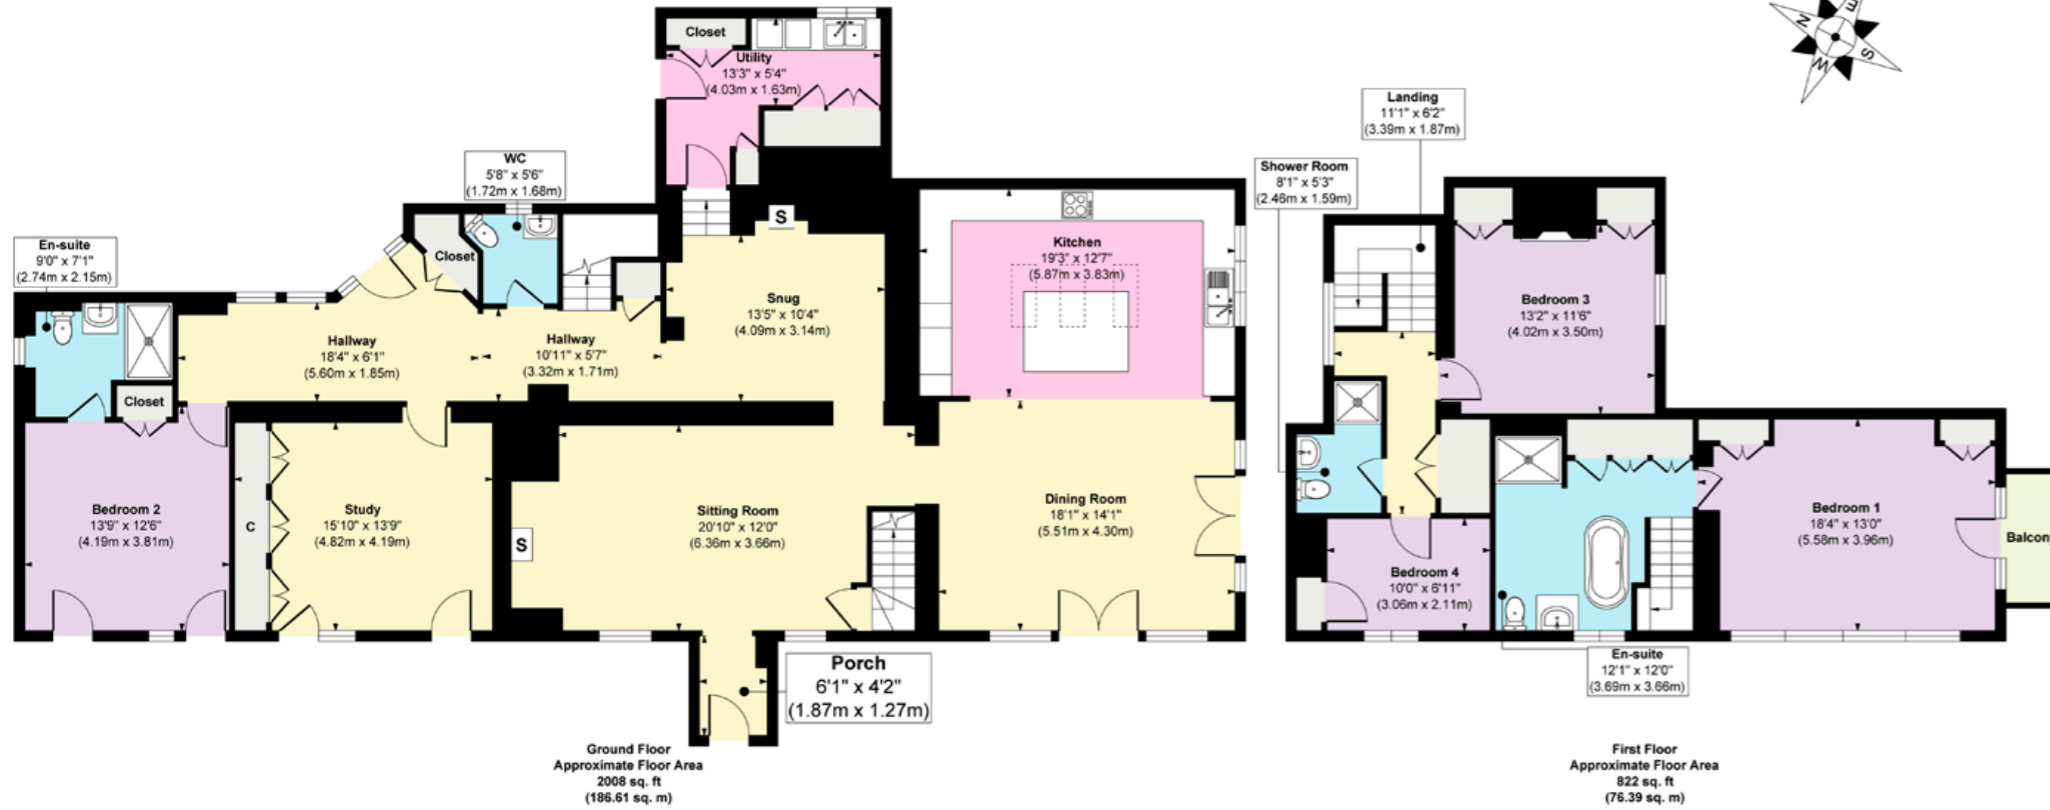 Closet
Utility
13'3" x 5'4"
(4.03m x 1.63m)
WC
5'8" x 5'6"
(1.72m x 1.68m)
En-suite
9'0" x 7'1"
(2.74m x 2.15m)
Closet
S
Kitchen
19'3" x 12'7"
(5.87m x 3.83m)
Snug
13'5" x 10'4"
(4.09m x 3.14m)
Hallway
18'4" x 6'1"
(5.60m x 1.85m)
Hallway
10'11" x 5'7"
(3.32m x 1.71m)
Closet
Bedroom 2
13'9" x 12'6"
(4.19m x 3.81m)
C
Study
15'10" x 13'9"
(4.82m x 4.19m)
S
Sitting Room
20'10" x 12'0"
(6.36m x 3.66m)
Dining Room
18'1" x 14'1"
(5.51m x 4.30m)
Porch
6'1" x 4'2"
(1.87m x 1.27m)
Ground Floor
Approximate Floor Area
2008 sq. ft
(186.61 sq. m)
N
E
S
W
Landing
11'1" x 6'2"
(3.39m x 1.87m)
Shower Room
8'1" x 5'3"
(2.46m x 1.59m)
Bedroom 3
13'2" x 11'6"
(4.02m x 3.50m)
Bedroom 1
18'4" x 13'0"
(5.58m x 3.96m)
Balcon
Bedroom 4
10'0" x 6'11"
(3.06m x 2.11m)
En-suite
12'1" x 12'0"
(3.69m x 3.66m)
First Floor
Approximate Floor Area
822 sq. ft
(76.39 sq. m)